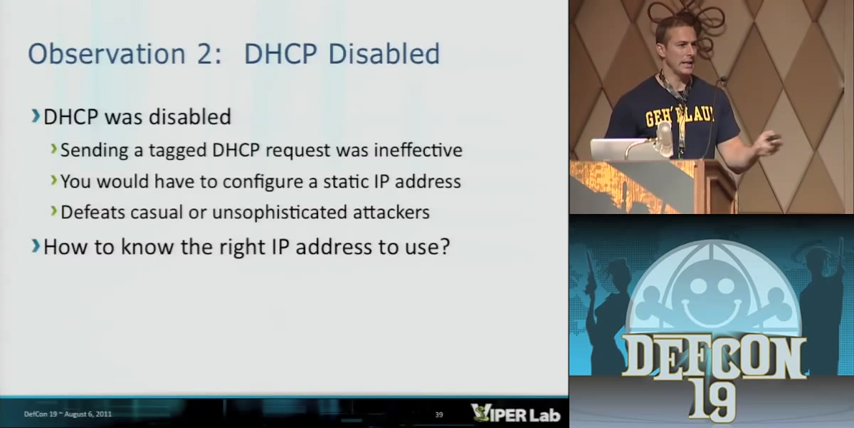 Observation 2: DHCP Disabled
DHCP was disabled
Sending a tagged DHCP request was ineffective
You would have to configure a static IP address
Defeats casual or unsophisticated attackers
How to know the right IP address to use?
DefCon 19 ~ August 6, 2011
39
VIPER Lab
DEFCON
19